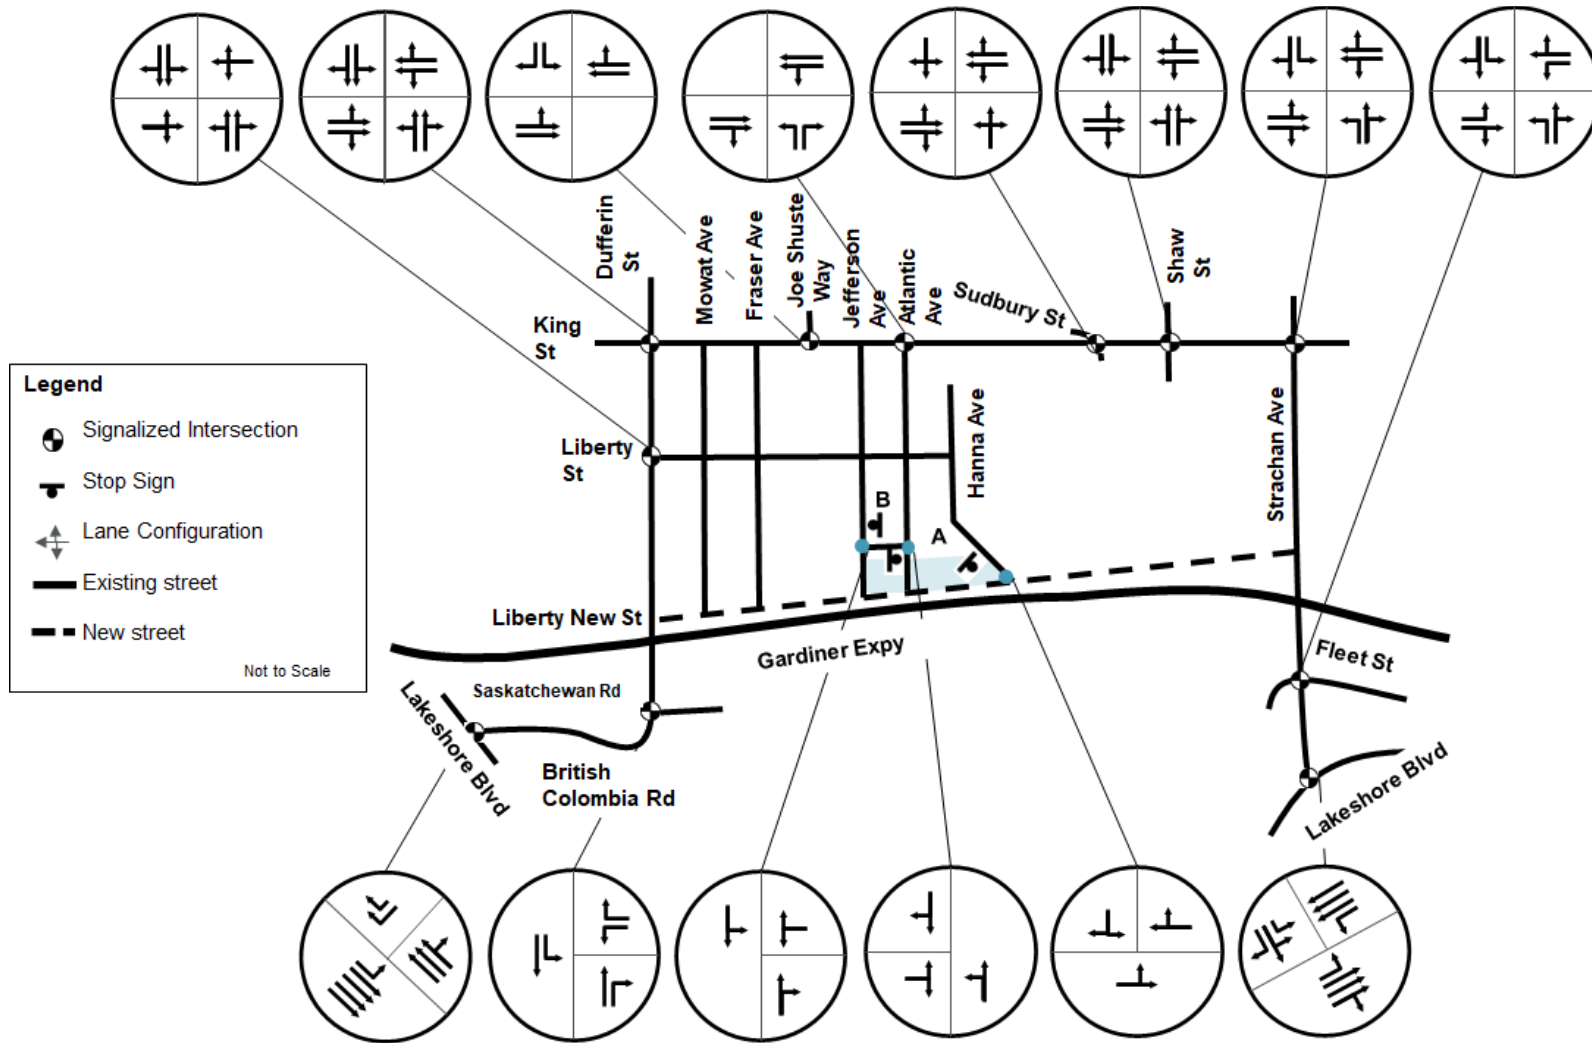 Dufferin
St
Mowat Ave
Fraser Ave
Joe Shuste
Way
Jefferson
Ave
Atlantic
Ave
Sudbury St
Shaw
St
King
St
Legend
Signalized Intersection
Stop Sign
Lane Configuration
Existing street
New street
Not to Scale
Liberty
St
Hanna Ave
Strachan Ave
B
A
Liberty New St
Gardiner Expy
Fleet St
Saskatchewan Rd
Lakeshore Blvd
British
Colombia Rd
Lakeshore Blvd